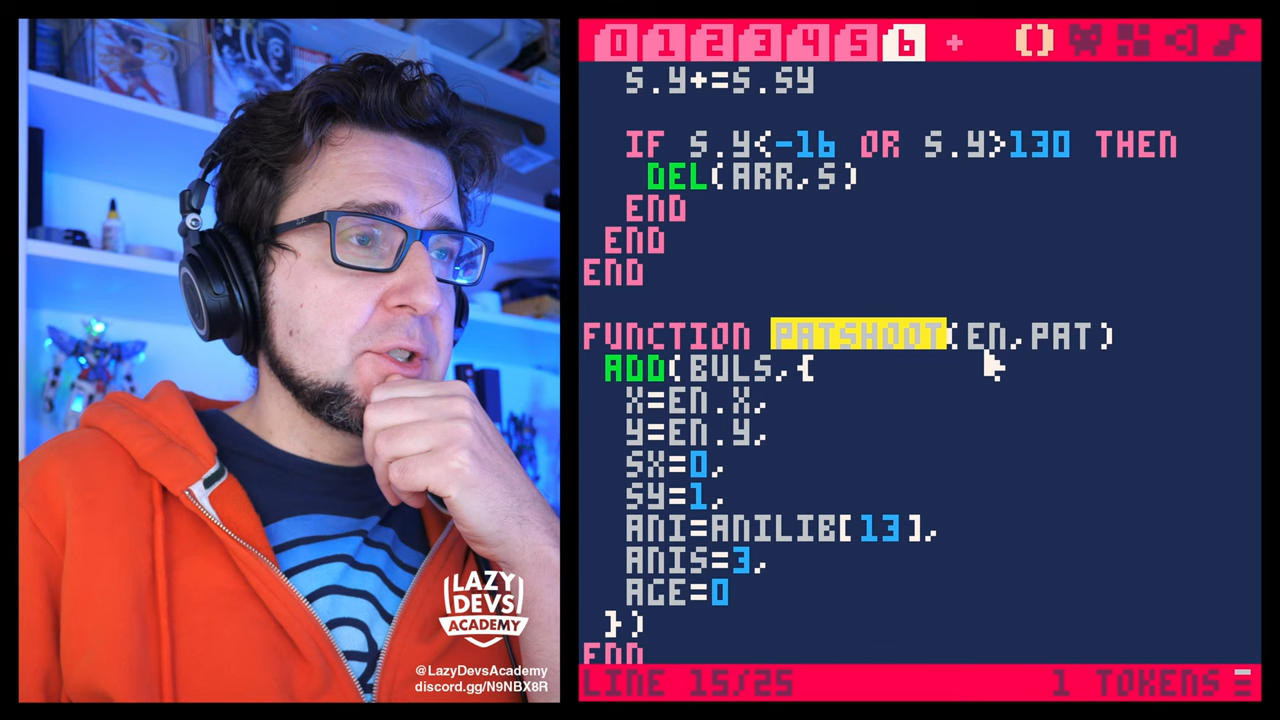 0 1 2 3 4 5 6 + ()
S.Y+=S.SY
IF S.Y<-16 OR S.Y>130 THEN
DEL(ARR,S)
END
END
END
FUNCTION PATSHOOT(EN,PAT)
ADD(BULS,{
X=EN.X,
Y=EN.Y,
SX=0,
SY=1,
ANI=ANILIB[13],
ANIS=3,
AGE=0
})
END
LINE 15/25 1 TOKENS
LAZY
DEVS
ACADEMY
@LazyDevsAcademy
discord.gg/N9NBX8R